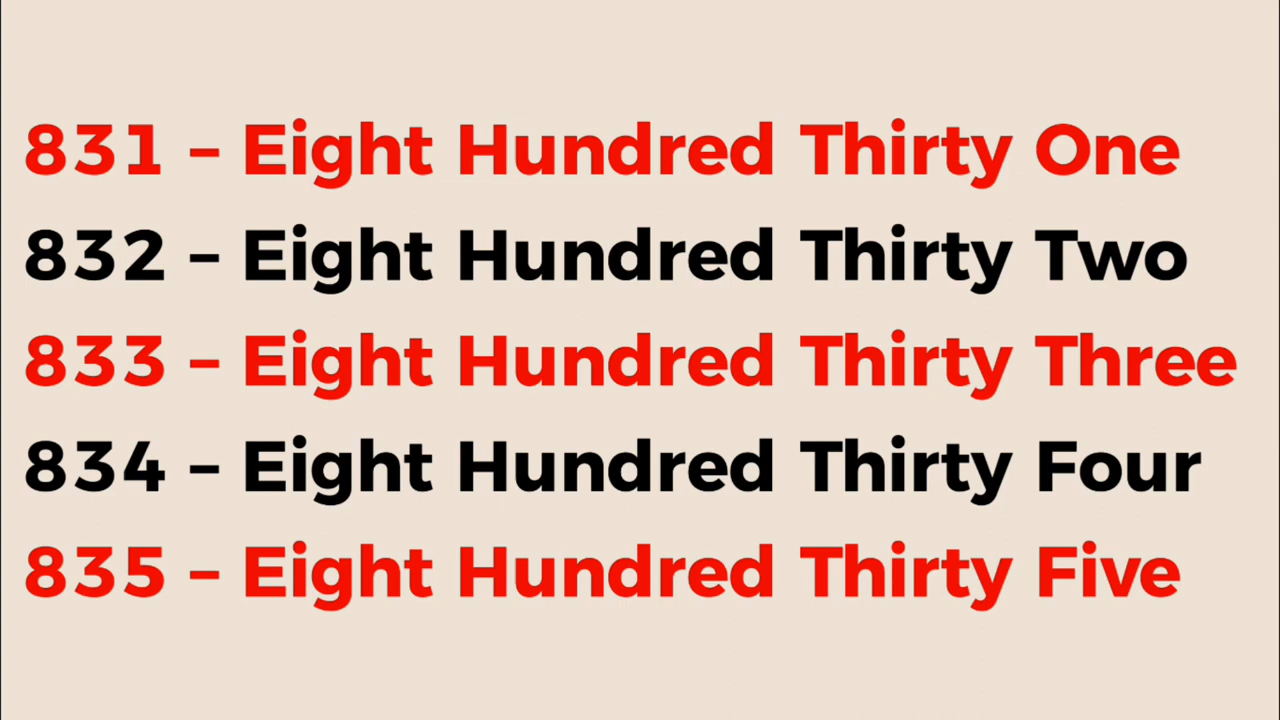 831 – Eight Hundred Thirty One
832 – Eight Hundred Thirty Two
833 – Eight Hundred Thirty Three
834 – Eight Hundred Thirty Four
835 – Eight Hundred Thirty Five